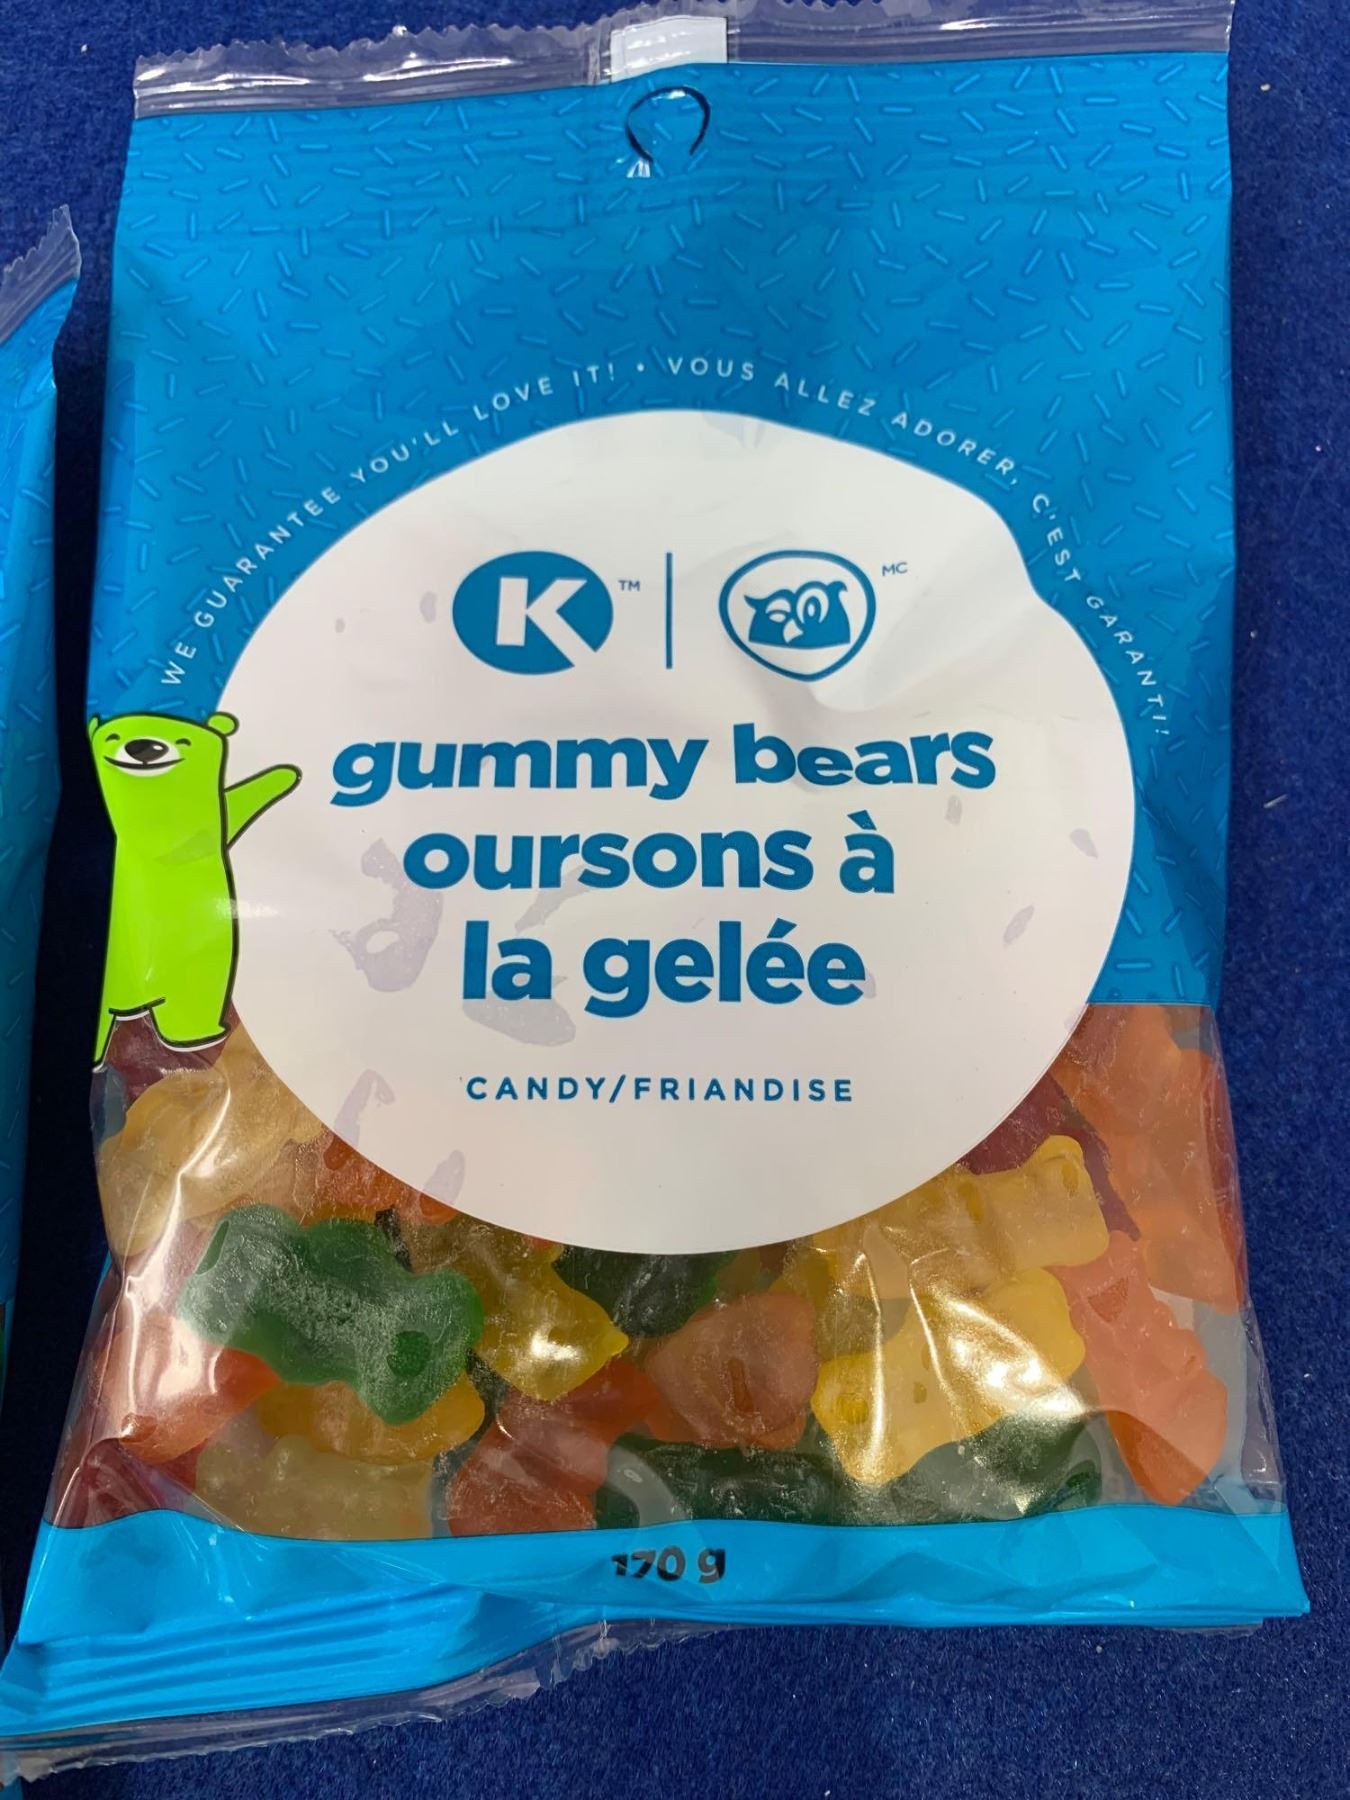 WE GUARANTEE YOU'LL LOVE IT! • VOUS ALLEZ ADORER, C'EST GARANTI!
K TM | MC
gummy bears
oursons à
la gelée
CANDY/FRIANDISE
170 g